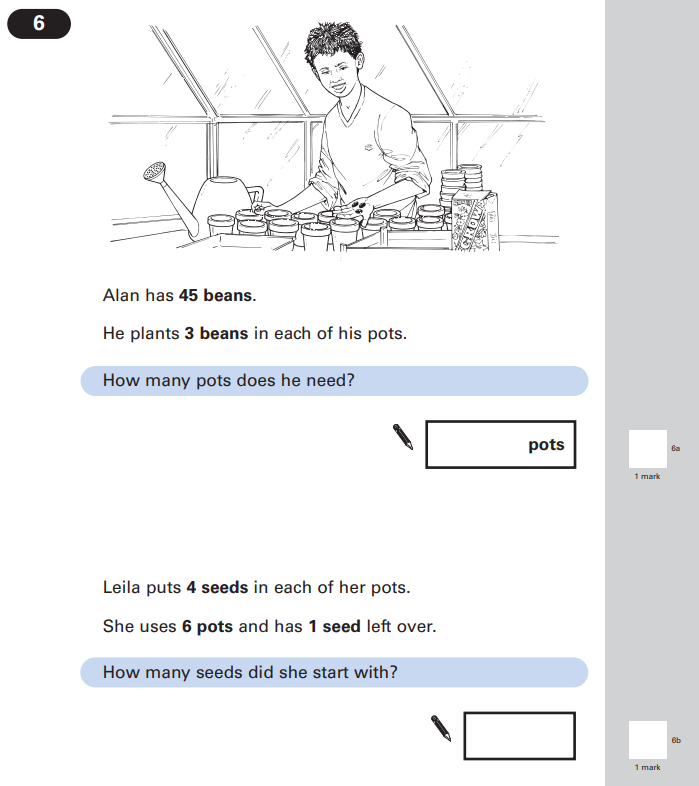 6
Alan has 45 beans.
He plants 3 beans in each of his pots.
How many pots does he need?
pots
6a
1 mark
Leila puts 4 seeds in each of her pots.
She uses 6 pots and has 1 seed left over.
How many seeds did she start with?
6b
1 mark